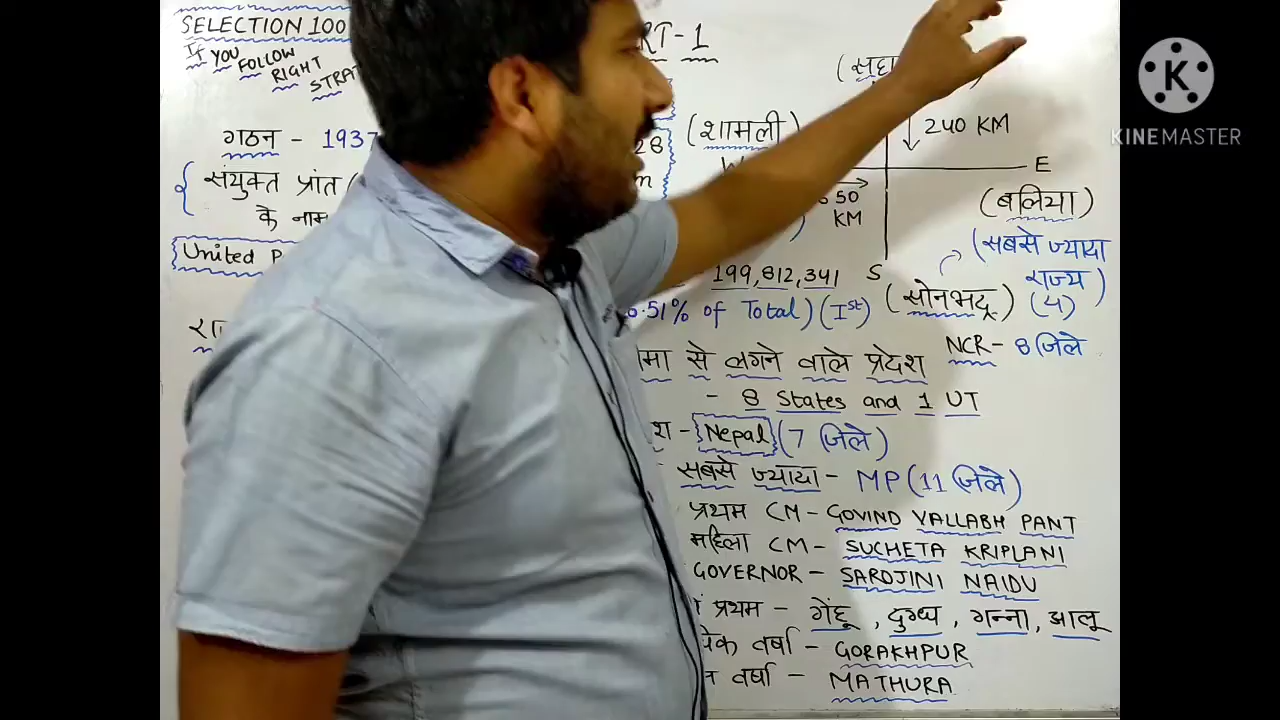 SELECTION 100
IF YOU
FOLLOW
RIGHT
RT-1
गठन - 1937
संयुक्त प्रांत (
के नाम
United P
28
m
(शामली)
240 KM
E
50
KM
S
(बलिया)
(सबसे ज्यादा
राज्य)
(4)
(सोनभद्र)
NCR- 8 जिले
199,812,341
.51% of Total) (Ist)
से लगने वाले प्रदेश
- 8 States and 1 UT
- Nepal (7 जिले)
सबसे ज्यादा - MP (11 जिले)
प्रथम CM - GOVIND VALLABH PANT
महिला CM - SUCHETA KRIPLANI
GOVERNOR - SAROJINI NAIDU
प्रथम - गेंहू , दुग्ध , गन्ना, आलू
वर्षा - GORAKHPUR
वर्षा - MATHURA
K
KINEMASTER